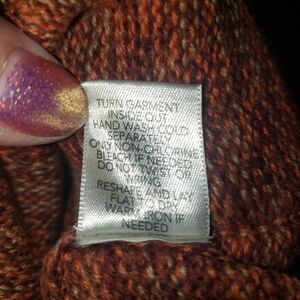 TURN GARMENT
INSIDE OUT
HAND WASH COLD
SEPARATELY
ONLY NON-CHLORINE
BLEACH IF NEEDED
DO NOT TWIST OR
WRING
RESHAPE AND LAY
FLAT TO DRY
WARM IRON IF
NEEDED